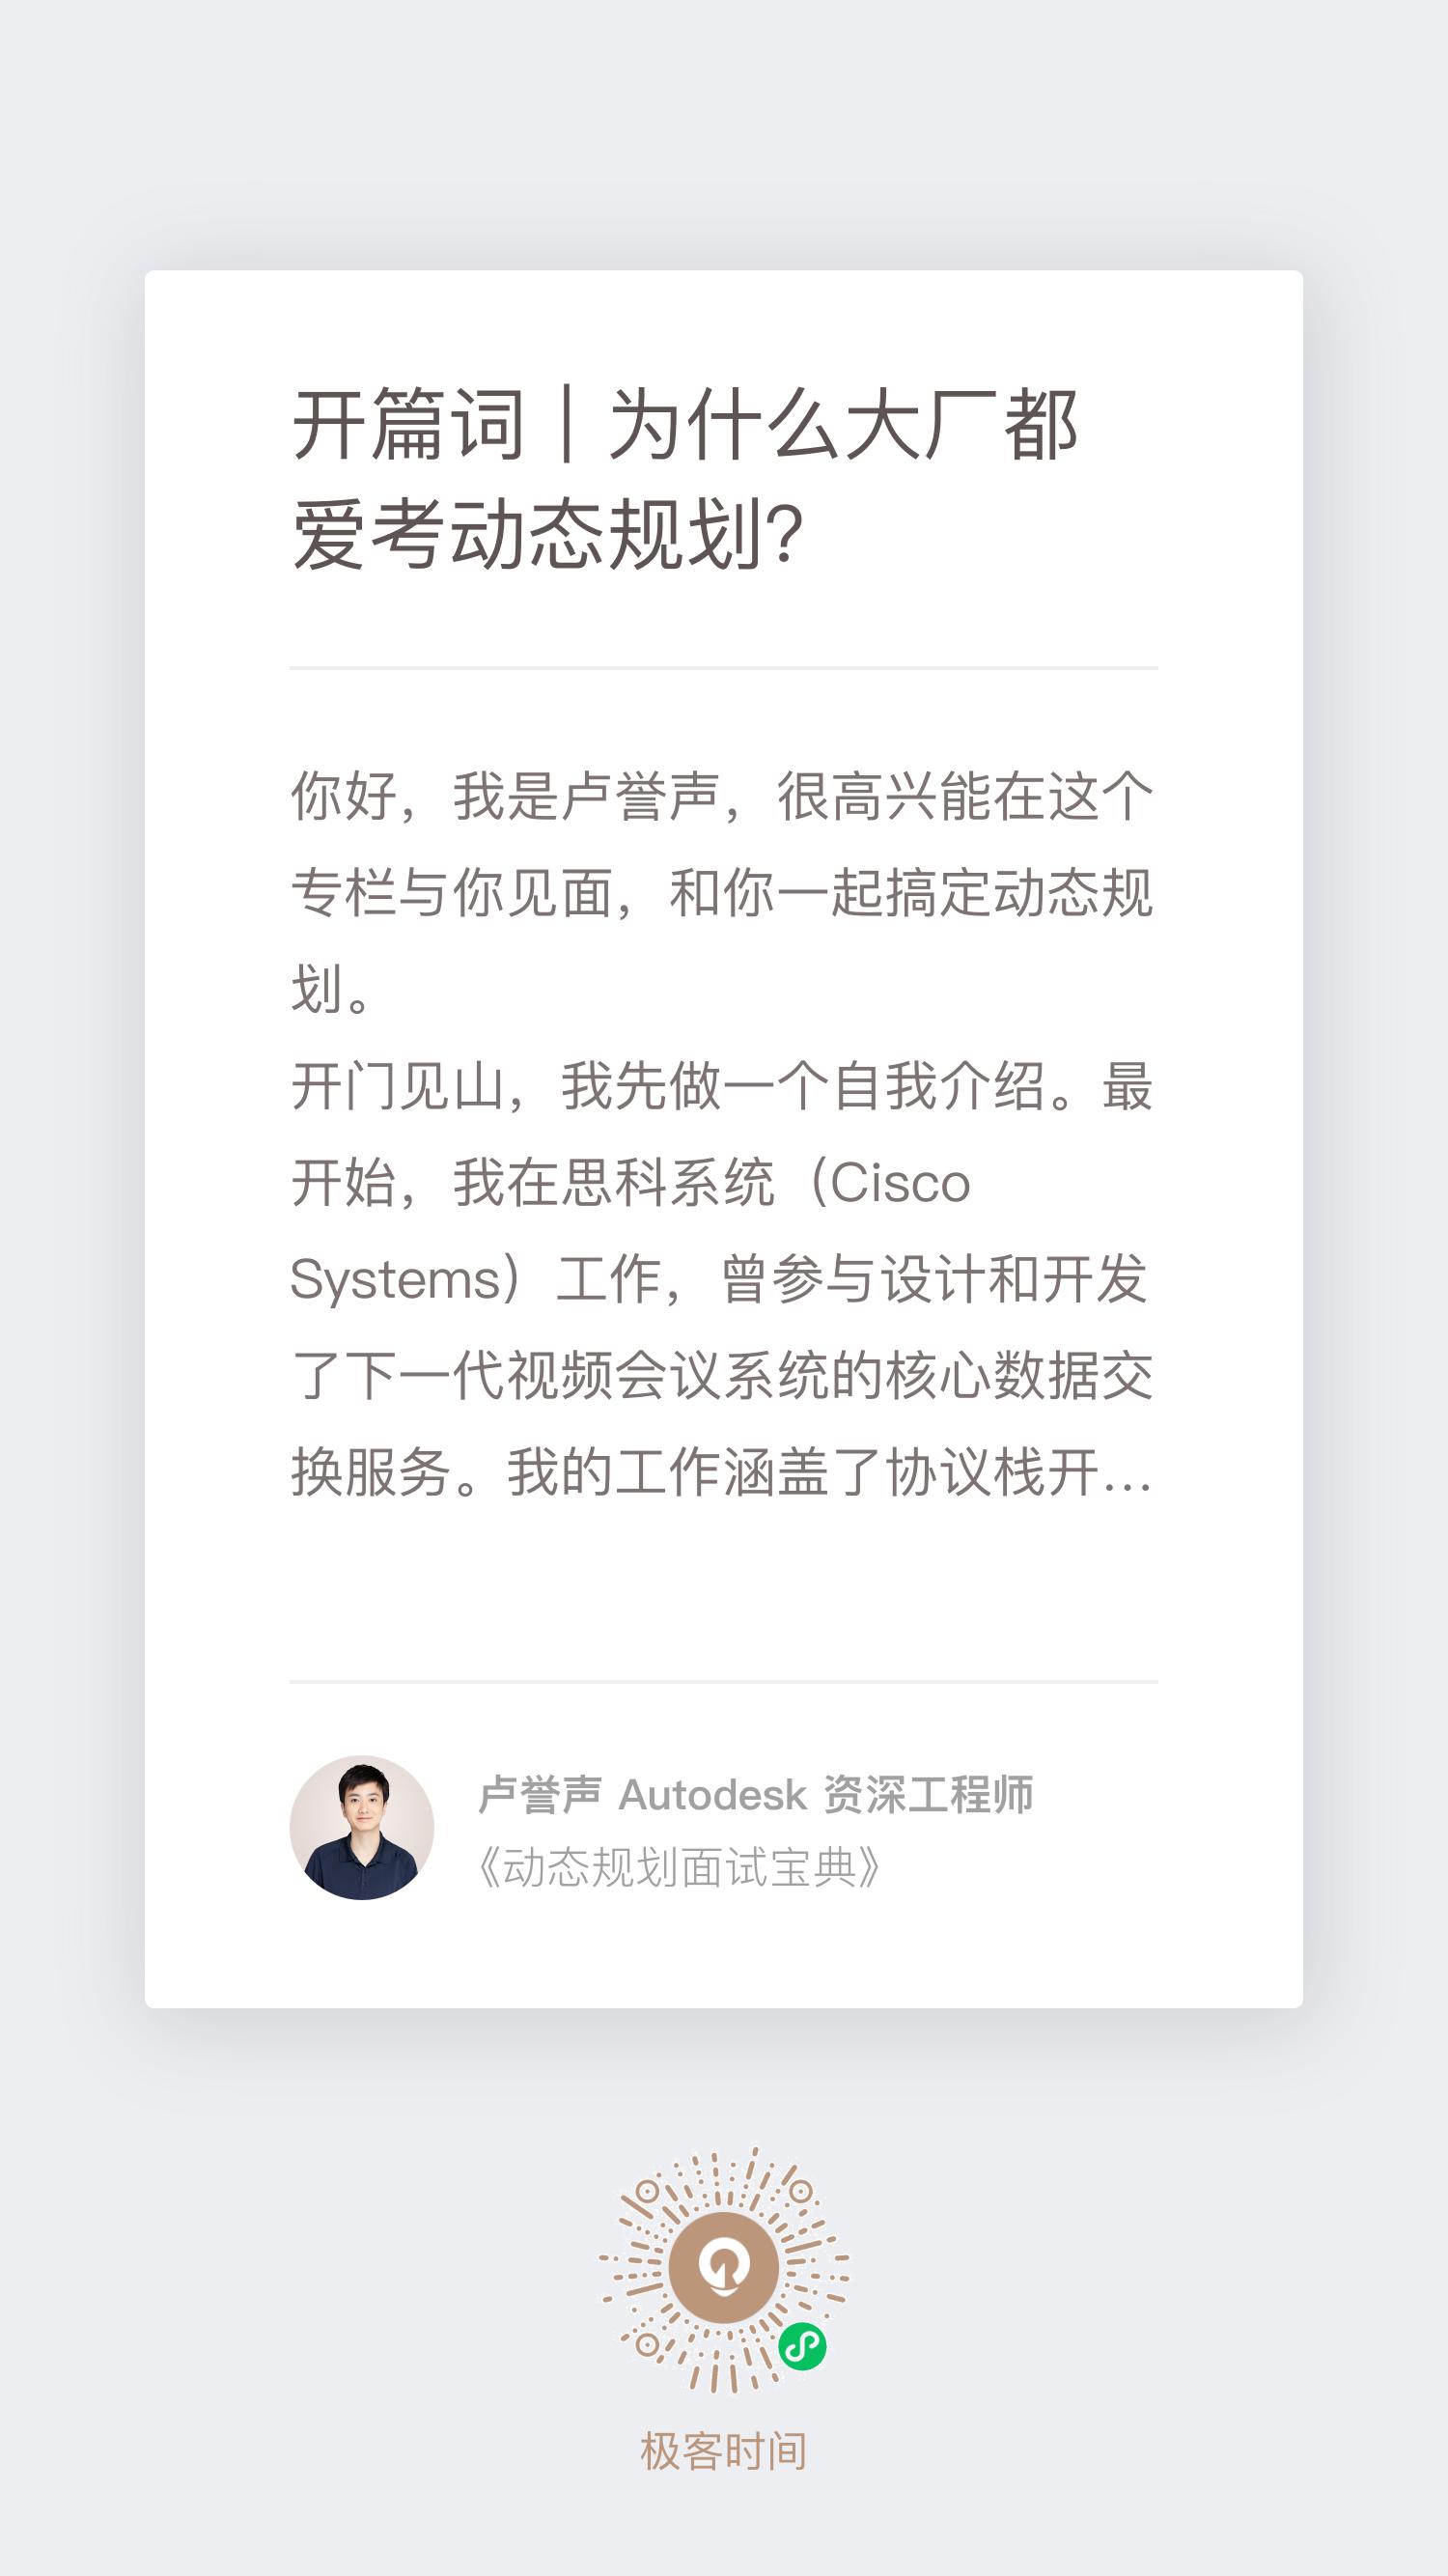 开篇词｜为什么大厂都
爱考动态规划?
你好，我是卢誉声，很高兴能在这个
专栏与你见面，和你一起搞定动态规
划。
开门见山，我先做一个自我介绍。最
开始，我在思科系统（Cisco
Systems）工作，曾参与设计和开发
了下一代视频会议系统的核心数据交
换服务。我的工作涵盖了协议栈开...
卢誉声 Autodesk 资深工程师
《动态规划面试宝典》
极客时间